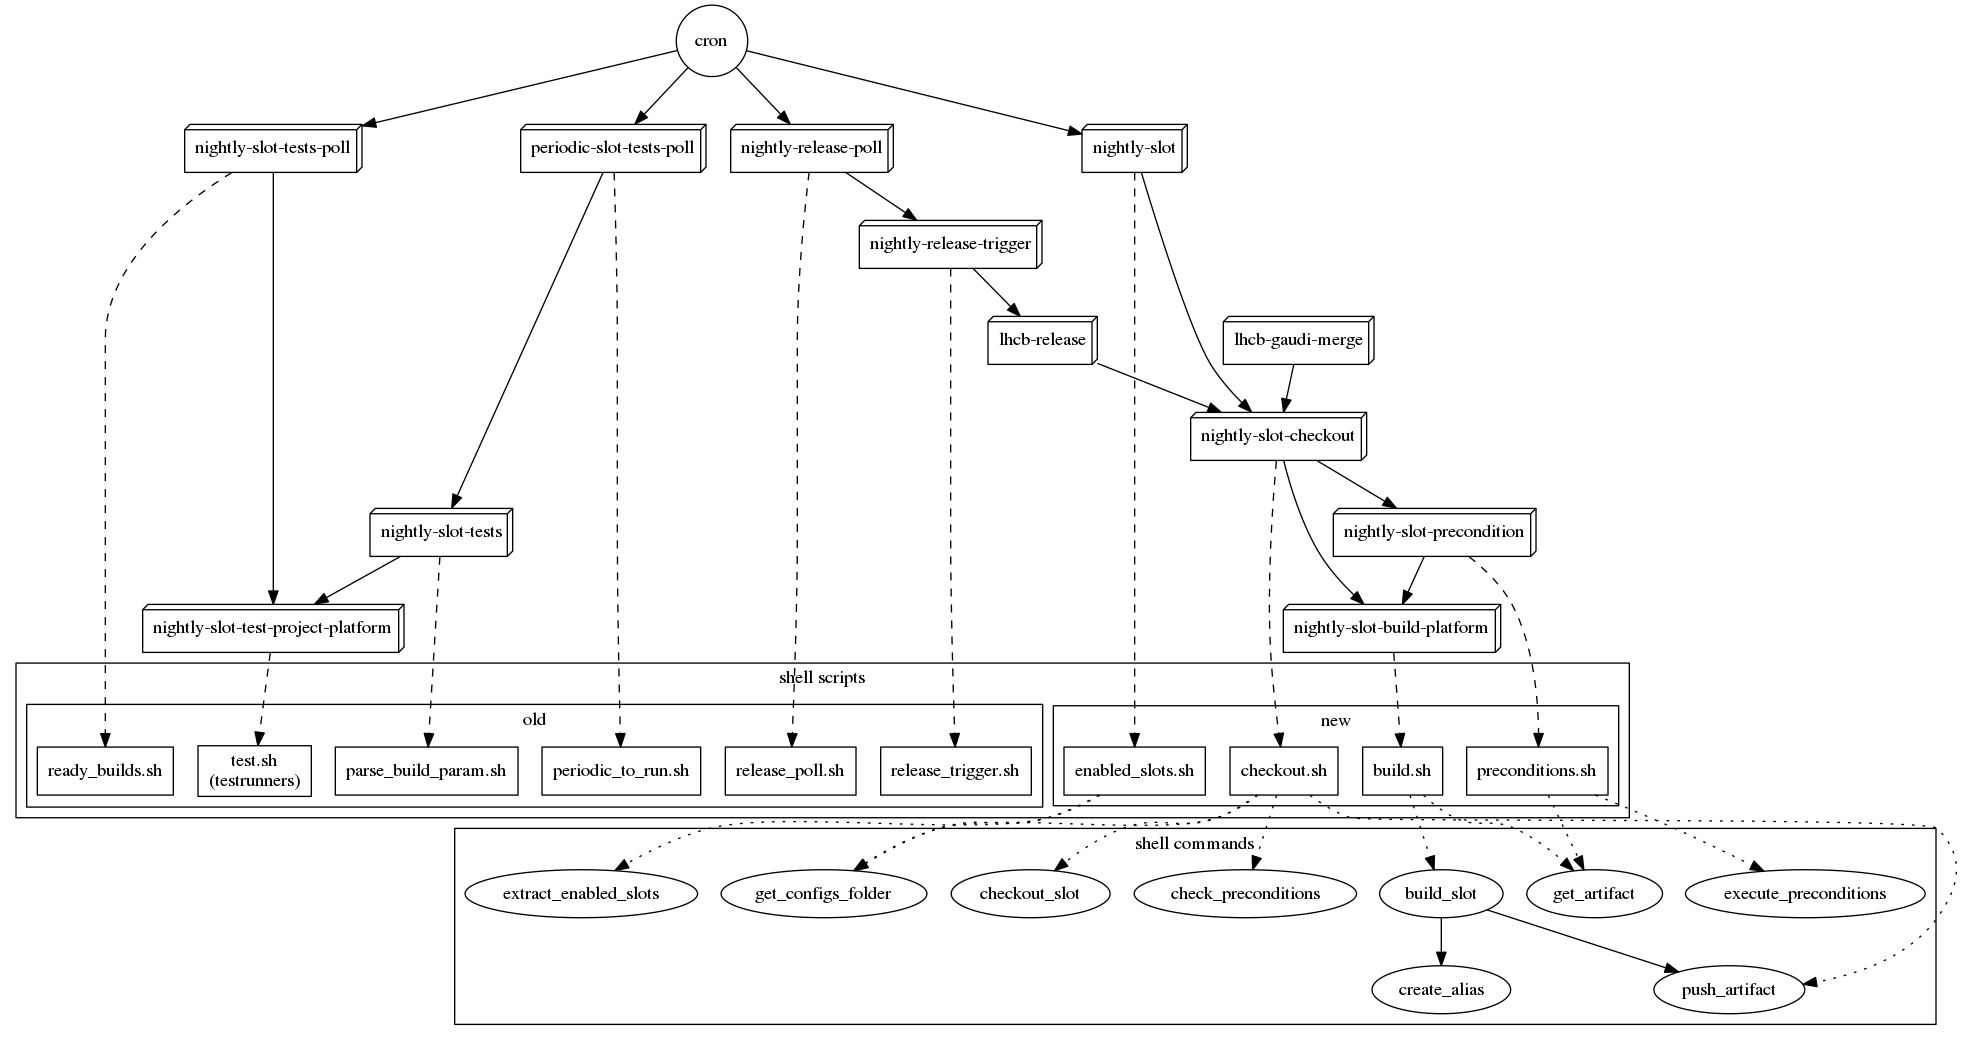 cron
nightly-slot-tests-poll
periodic-slot-tests-poll
nightly-release-poll
nightly-slot
nightly-release-trigger
lhcb-release
lhcb-gaudi-merge
nightly-slot-checkout
nightly-slot-tests
nightly-slot-precondition
nightly-slot-test-project-platform
nightly-slot-build-platform
shell scripts
old
new
ready_builds.sh
test.sh
(testrunners)
parse_build_param.sh
periodic_to_run.sh
release_poll.sh
release_trigger.sh
enabled_slots.sh
checkout.sh
build.sh
preconditions.sh
shell commands
extract_enabled_slots
get_configs_folder
checkout_slot
check_preconditions
build_slot
get_artifact
execute_preconditions
create_alias
push_artifact